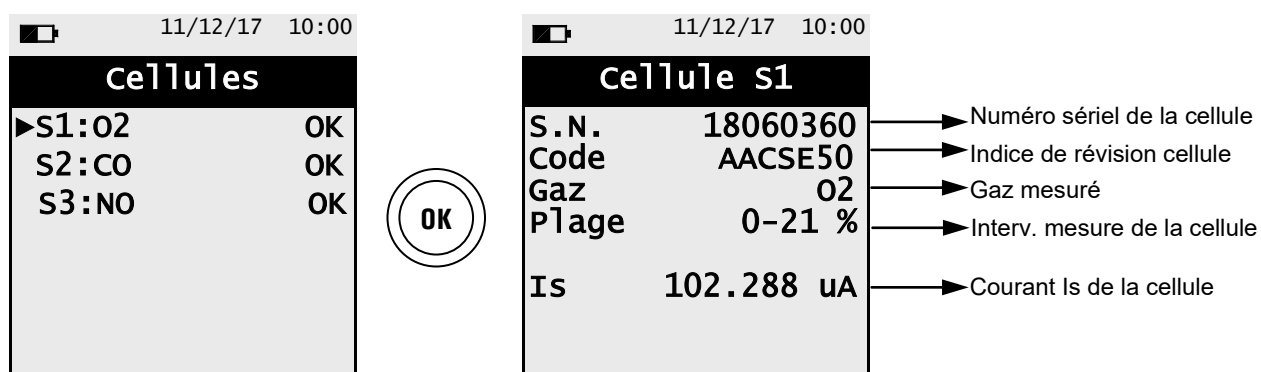 11/12/17 10:00
Cellules
►S1:O2 OK
S2:CO OK
S3:NO OK
OK
11/12/17 10:00
Cellule S1
S.N. 18060360
Code AACSE50
Gaz O2
Plage 0-21 %
Is 102.288 uA
Numéro sériel de la cellule
Indice de révision cellule
Gaz mesuré
Interv. mesure de la cellule
Courant Is de la cellule